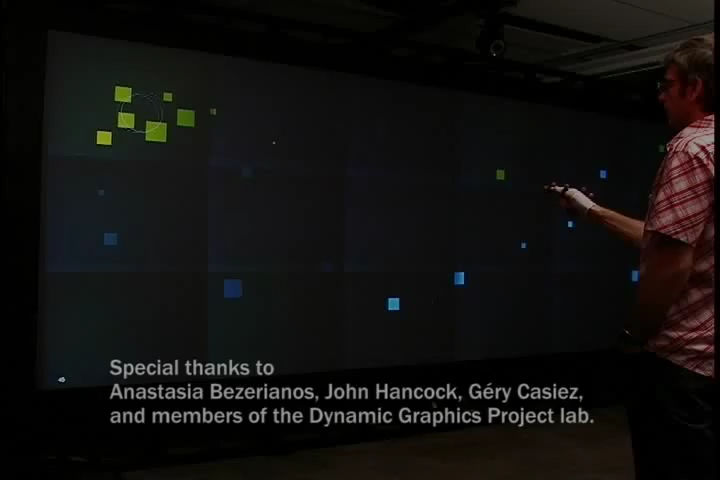 Special thanks to
Anastasia Bezerianos, John Hancock, Géry Casiez,
and members of the Dynamic Graphics Project lab.